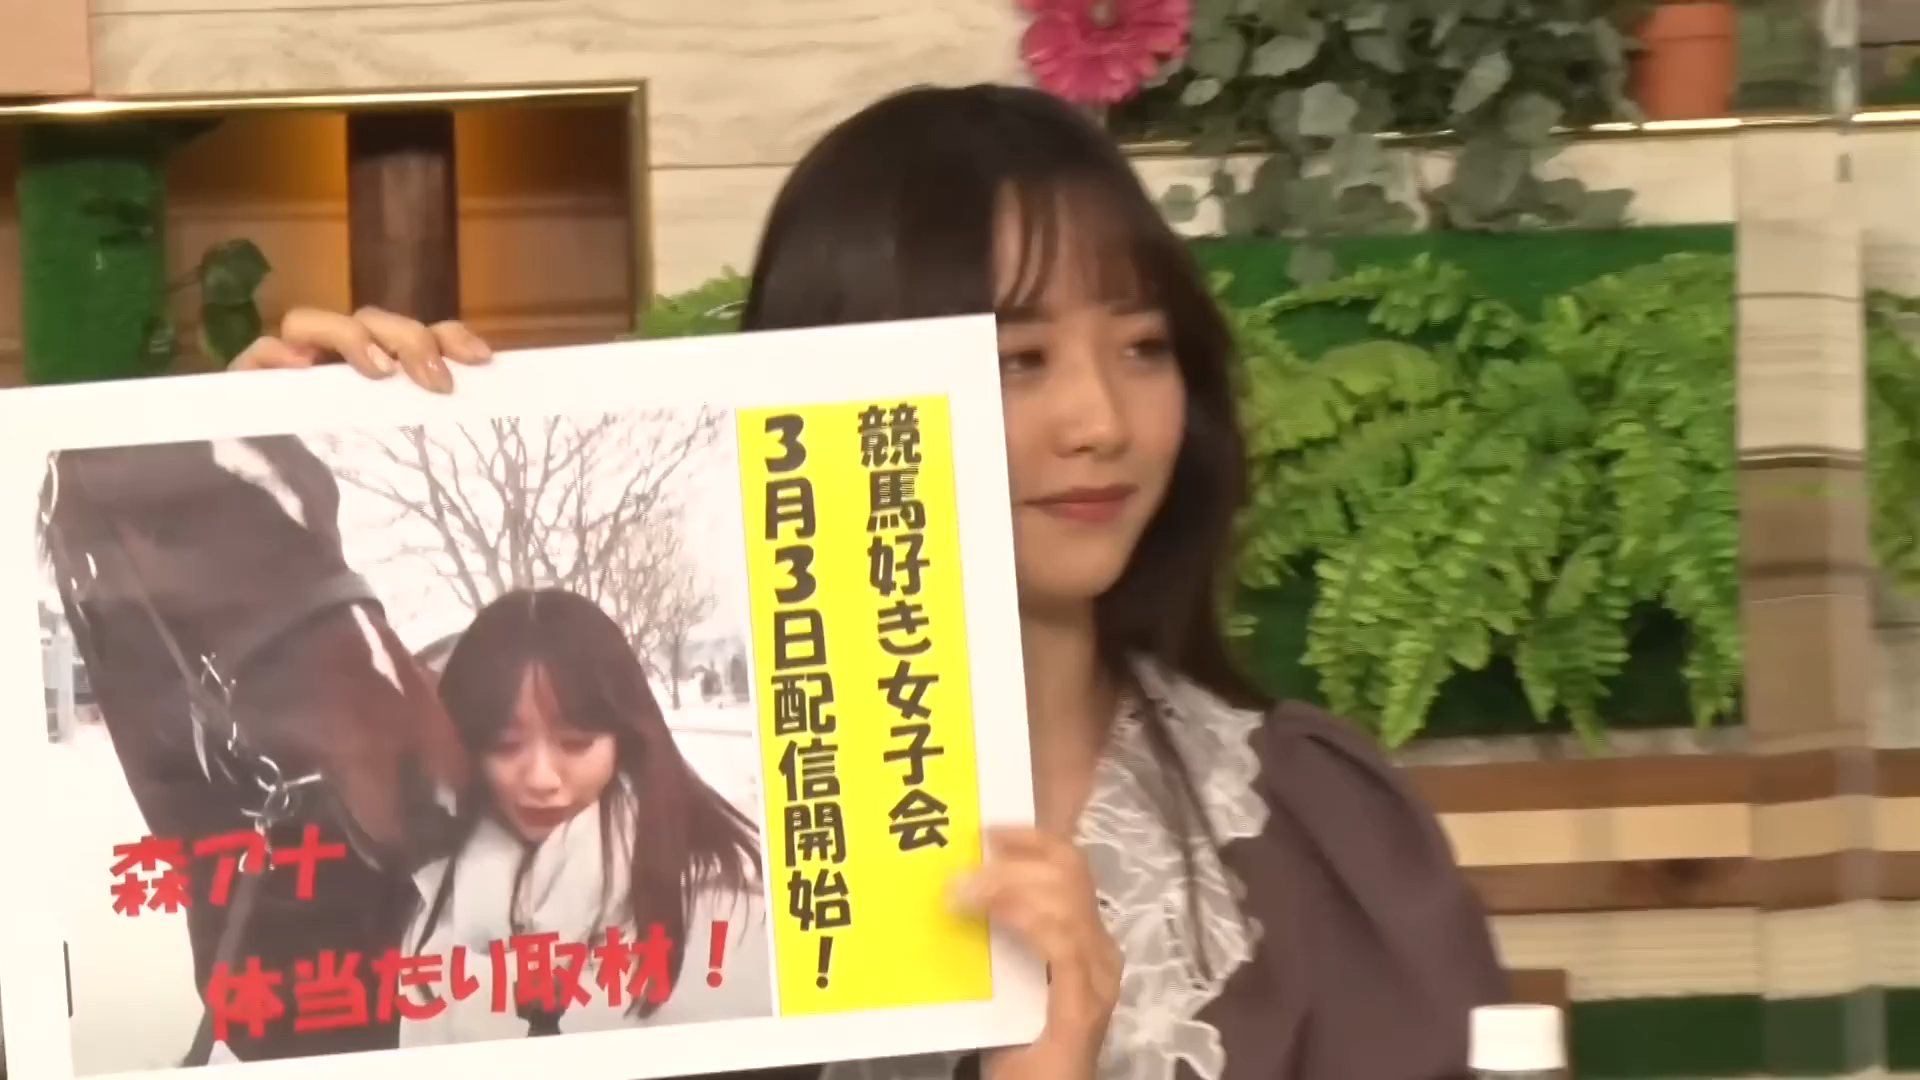 競馬好き女子会
3月3日配信開始！
森アナ
体当たり取材！